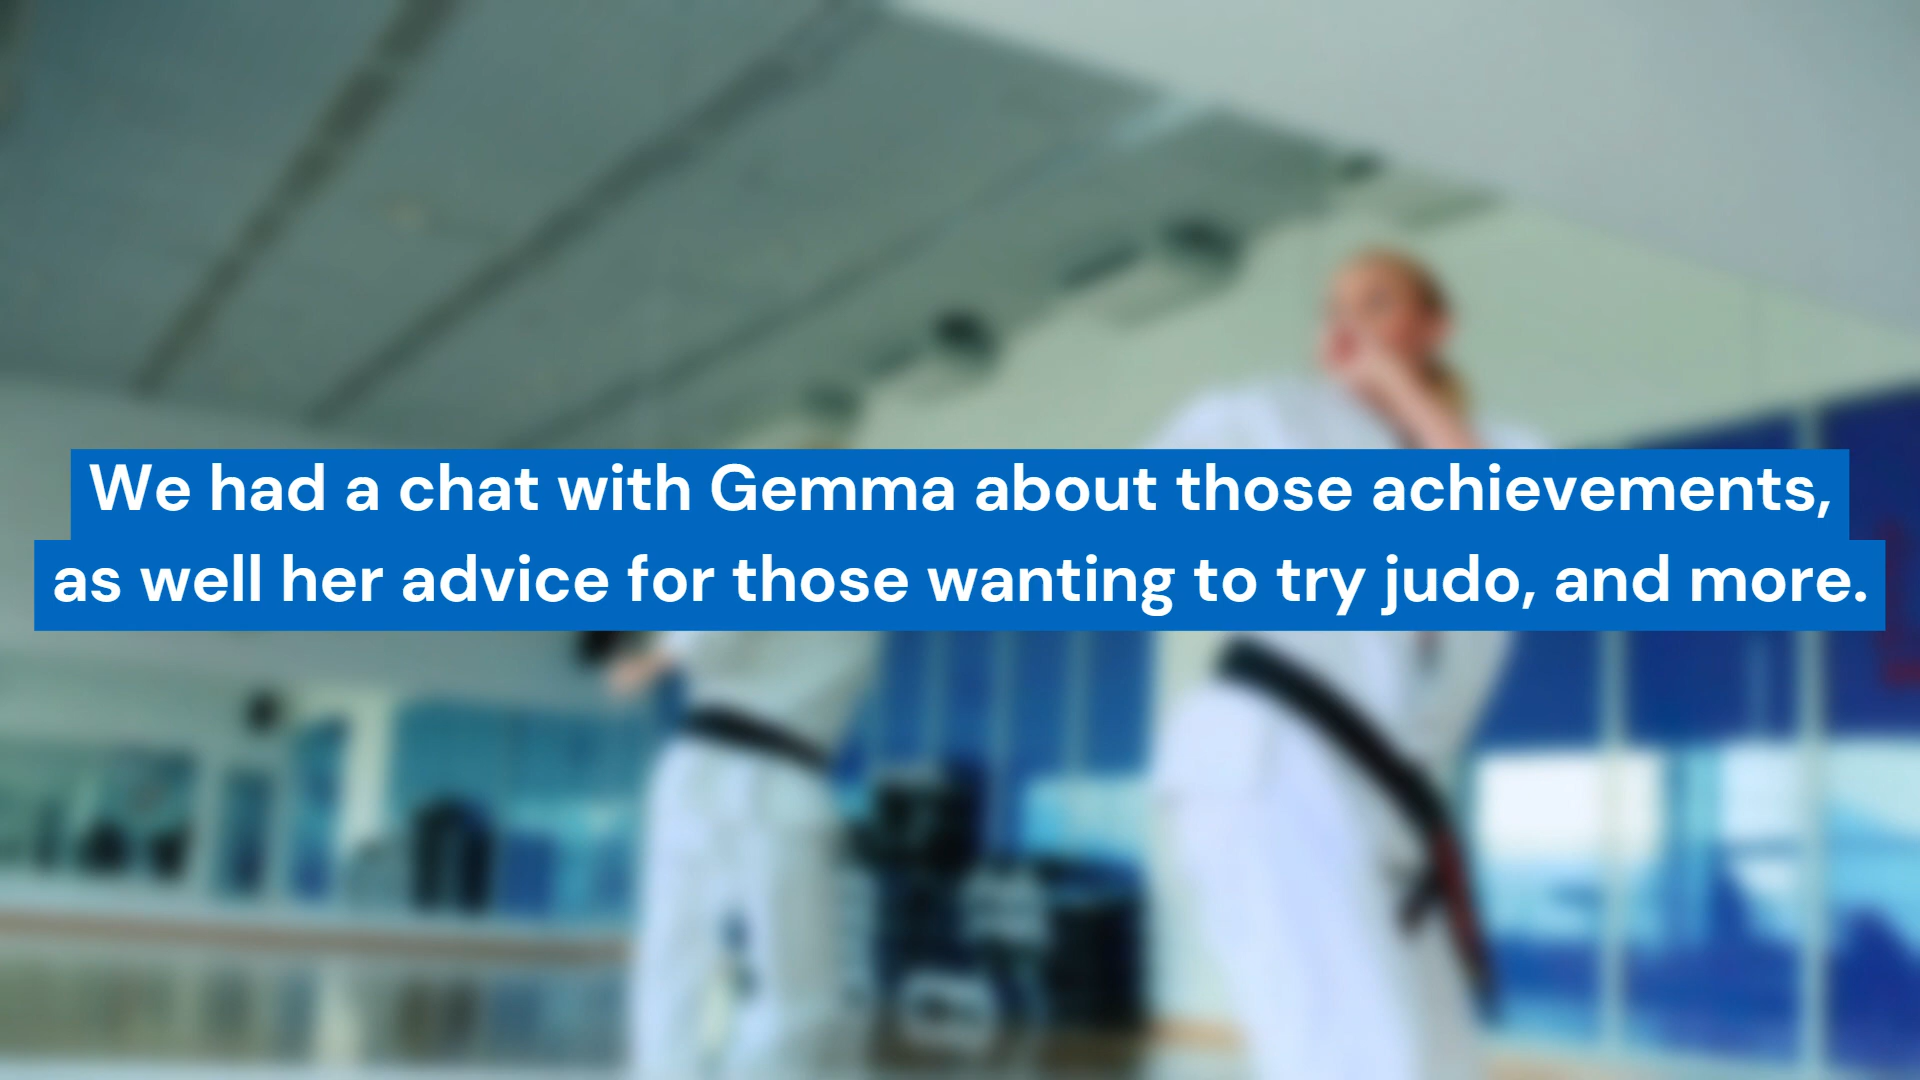 We had a chat with Gemma about those achievements,
as well her advice for those wanting to try judo, and more.